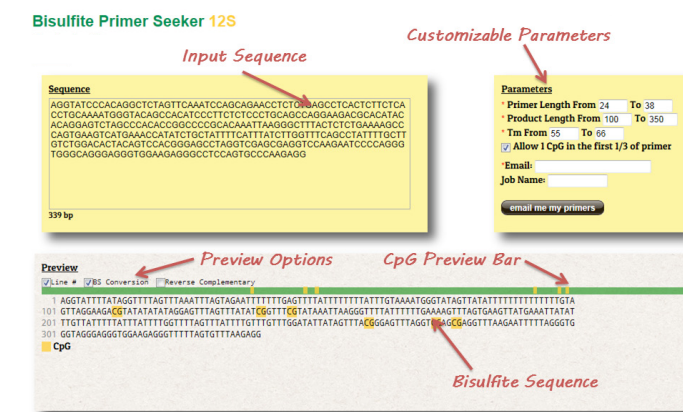 Bisulfite Primer Seeker 12S
Customizable Parameters
Input Sequence
Sequence
AGGTATCCCACAGGCTCTAGTTCAAATCCAGCAGAACCTCTGTGAGCCTCACTCTTCTCA
CCTGCAAAATGGGTACAGCCACATCCCTTCTCTCCCTGCAGCCAGGAAGACGCACATAC
ACAGGAGTCTAGCCCACACCGGCCCCGCACAAATTAAGGGCTTTACTCTCTGAAAAGCC
CAGTGAAGTCATGAAACCATATCTGCTATTTTCATTTATCTTGGTTTCAGCCTATTTTGCTT
GTCTGGACACTACAGTCCACGGGAGCCTAGGTCGAGCGAGGTCCAAGAATCCCCAGGG
TGGGCAGGGAGGGTGGAAGAGGGCCTCCAGTGCCCAAGAGG
339 bp
Parameters
* Primer Length From 24 To 38
* Product Length From 100 To 350
* Tm From 55 To 66
Allow 1 CpG in the first 1/3 of primer
*Email:
Job Name:
email me my primers
Preview Options
CpG Preview Bar
Preview
Line # BS Conversion Reverse Complementary
1 AGGTATTTTATAGGTTTTAGTTTAAATTTAGTAGAATTTTTTTGAGTTTTATTTTTTTTATTTGTAAAATGGGTATAGTTATATTTTTTTTTTTTTTGTA
101 GTTAGGAAGACGTATATATATAGGAGTTTAGTTTATATCGGTTTCGTATAAATTAAGGGTTTTATTTTTTGAAAAGTTTAGTGAAGTTATGAAATTATAT
201 TTGTTATTTTTATTTATTTTGGTTTTAGTTTATTTTGTTTGTTTGGATATTATAGTTTACGGGAGTTTAGGTCGAGCGAGGTTTAAGAATTTTTAGGGTG
301 GGTAGGGAGGGTGGAAGAGGGTTTTTAGTGTTTAAGAGG
CpG
Bisulfite Sequence